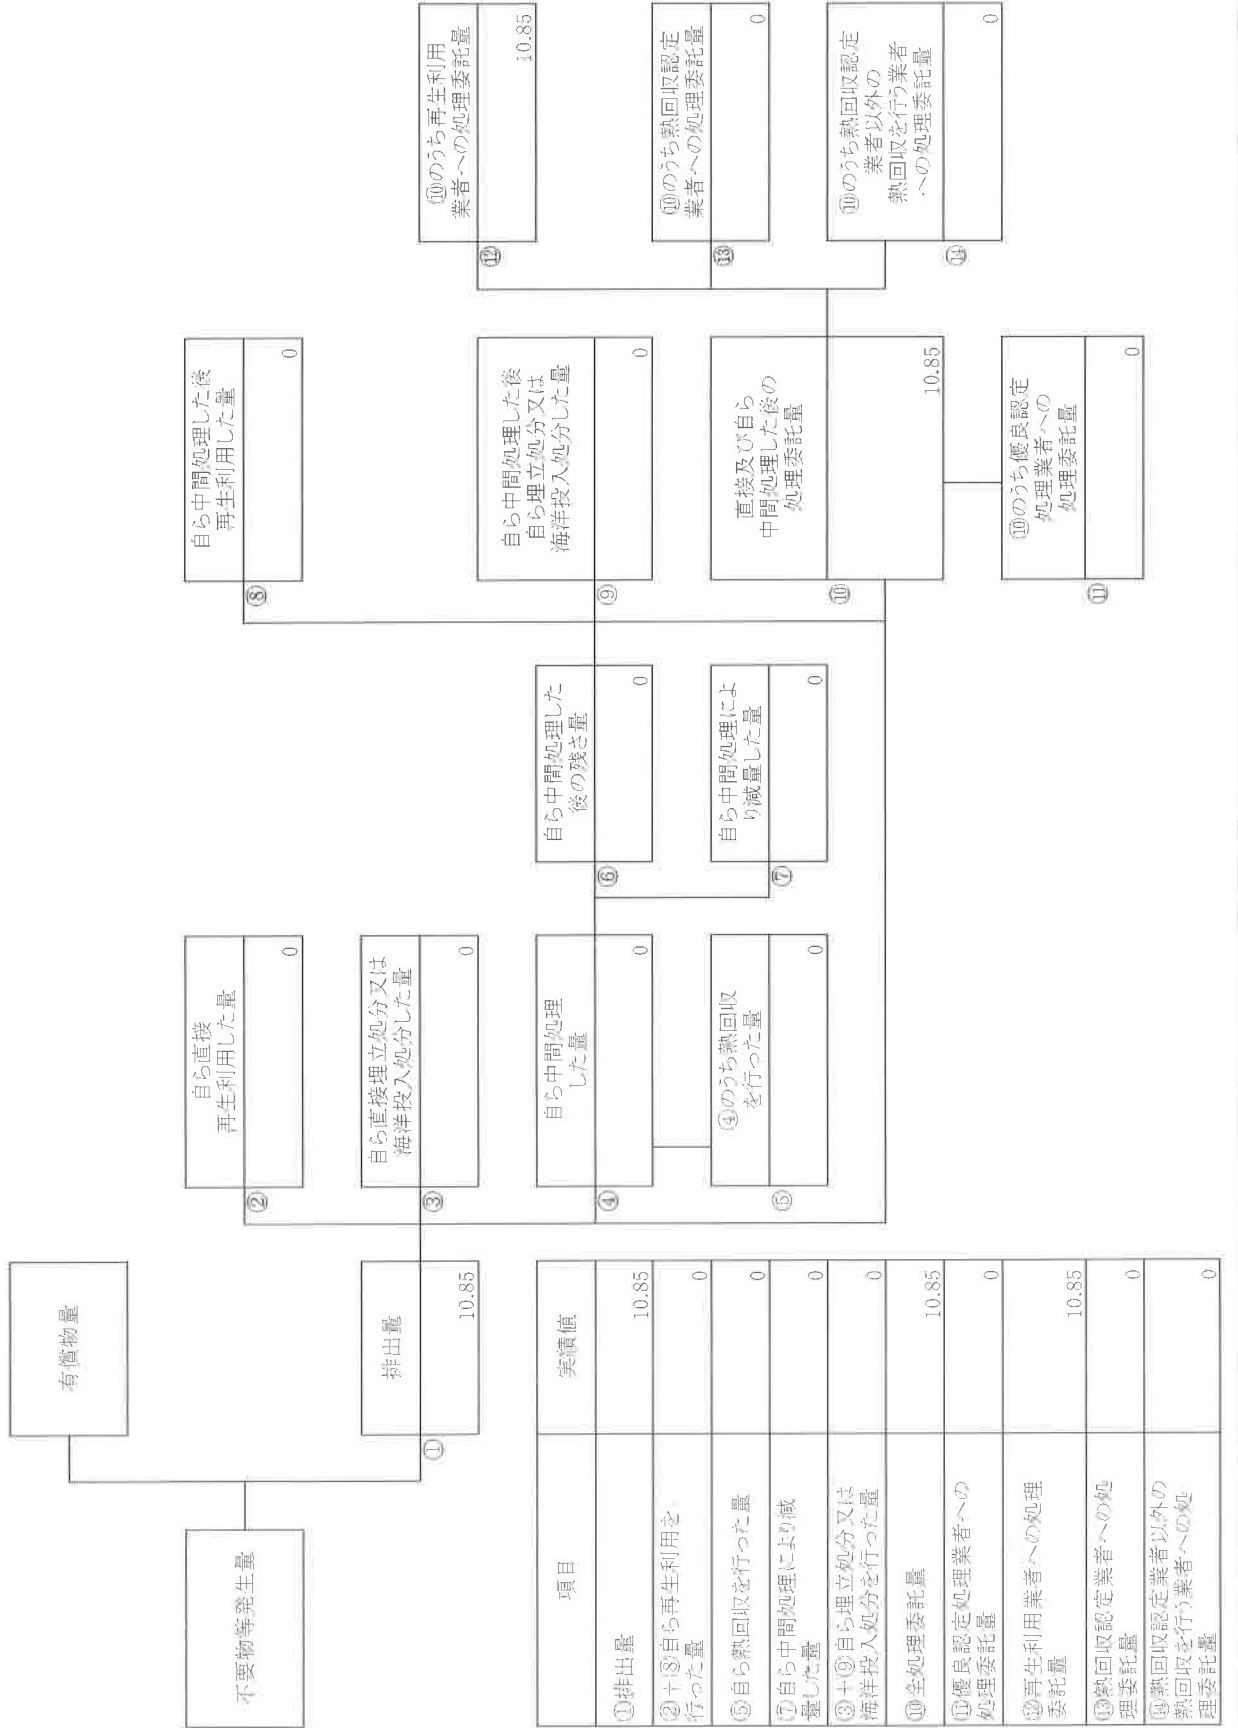 不要物等発生量
有償物量
①
排出量
10.85
②
自ら直接
再生利用した量
0
③
自ら直接埋立処分又は
海洋投入処分した量
0
④
自ら中間処理
した量
0
⑤
④のうち熱回収
を行った量
0
⑥
自ら中間処理した
後の残さ量
0
⑦
自ら中間処理によ
り減量した量
0
⑧
自ら中間処理した後
再生利用した量
0
⑨
自ら中間処理した後
自ら埋立処分又は
海洋投入処分した量
0
⑩
直接及び自ら
中間処理した後の
処理委託量
10.85
⑪
⑩のうち優良認定
処理業者への
処理委託量
0
⑫
⑩のうち再生利用
業者への処理委託量
10.85
⑬
⑩のうち熱回収認定
業者への処理委託量
0
⑭
⑩のうち熱回収認定
業者以外の
熱回収を行う業者
への処理委託量
0
項目 実績値
①排出量 10.85
②+⑧自ら再生利用を
行った量 0
⑤自ら熱回収を行った量 0
⑦自ら中間処理により減
量した量 0
③+⑨自ら埋立処分又は
海洋投入処分を行った量 0
⑩全処理委託量 10.85
⑪優良認定処理業者への
処理委託量 0
⑫再生利用業者への処理
委託量 10.85
⑬熱回収認定業者への処
理委託量 0
⑭熱回収認定業者以外の
熱回収を行う業者への処
理委託量 0